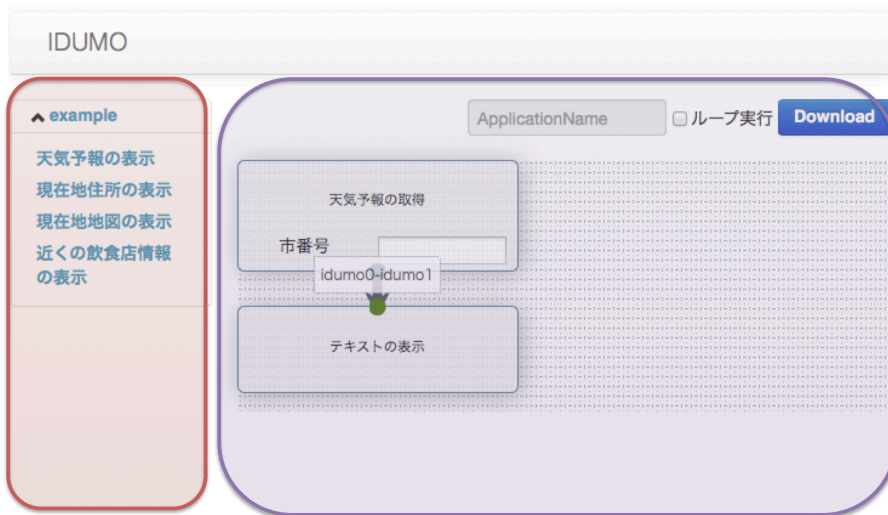 IDUMO
example
天気予報の表示
現在地住所の表示
現在地地図の表示
近くの飲食店情報
の表示
ApplicationName
ループ実行
Download
天気予報の取得
市番号
idumo0-idumo1
テキストの表示